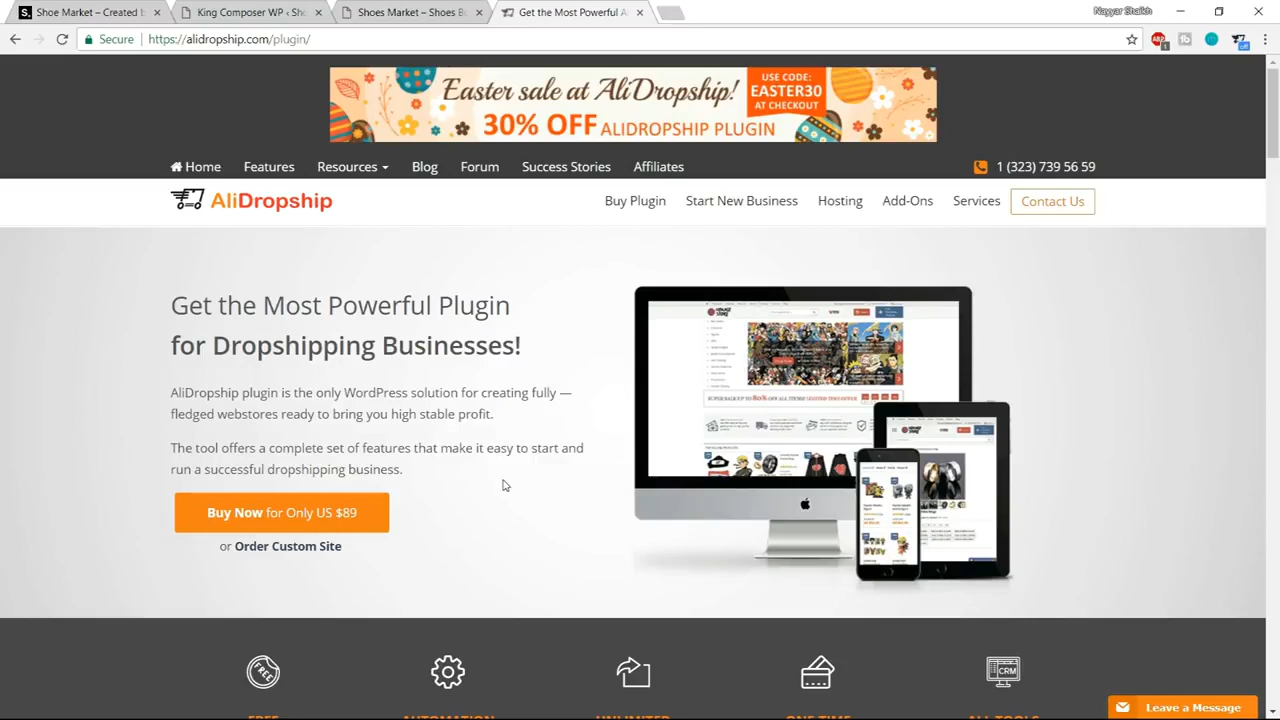 Shoe Market – Created b
King Composer WP ‹ Sho
Shoes Market – Shoes Bu
Get the Most Powerful A
Nayyar Shaikh
Secure
https://alidropship.com/plugin/
Easter sale at AliDropship!
30% OFF ALIDROPSHIP PLUGIN
USE CODE:
EASTER30
AT CHECKOUT
Home Features Resources Blog Forum Success Stories Affiliates
1 (323) 739 56 59
AliDropship
Buy Plugin Start New Business Hosting Add-Ons Services Contact Us
Get the Most Powerful Plugin
for Dropshipping Businesses!
AliDropship plugin is the only WordPress solution for creating fully —
fledged webstores ready to bring you high stable profit.
Our tool offers a complete set of features that make it easy to start and
run a successful dropshipping business.
Buy Now for Only US $89
or Order Custom Site
FREE
CRM
FREE AUTOMATION UNLIMITED ONE TIME ALL TOOLS
Leave a Message